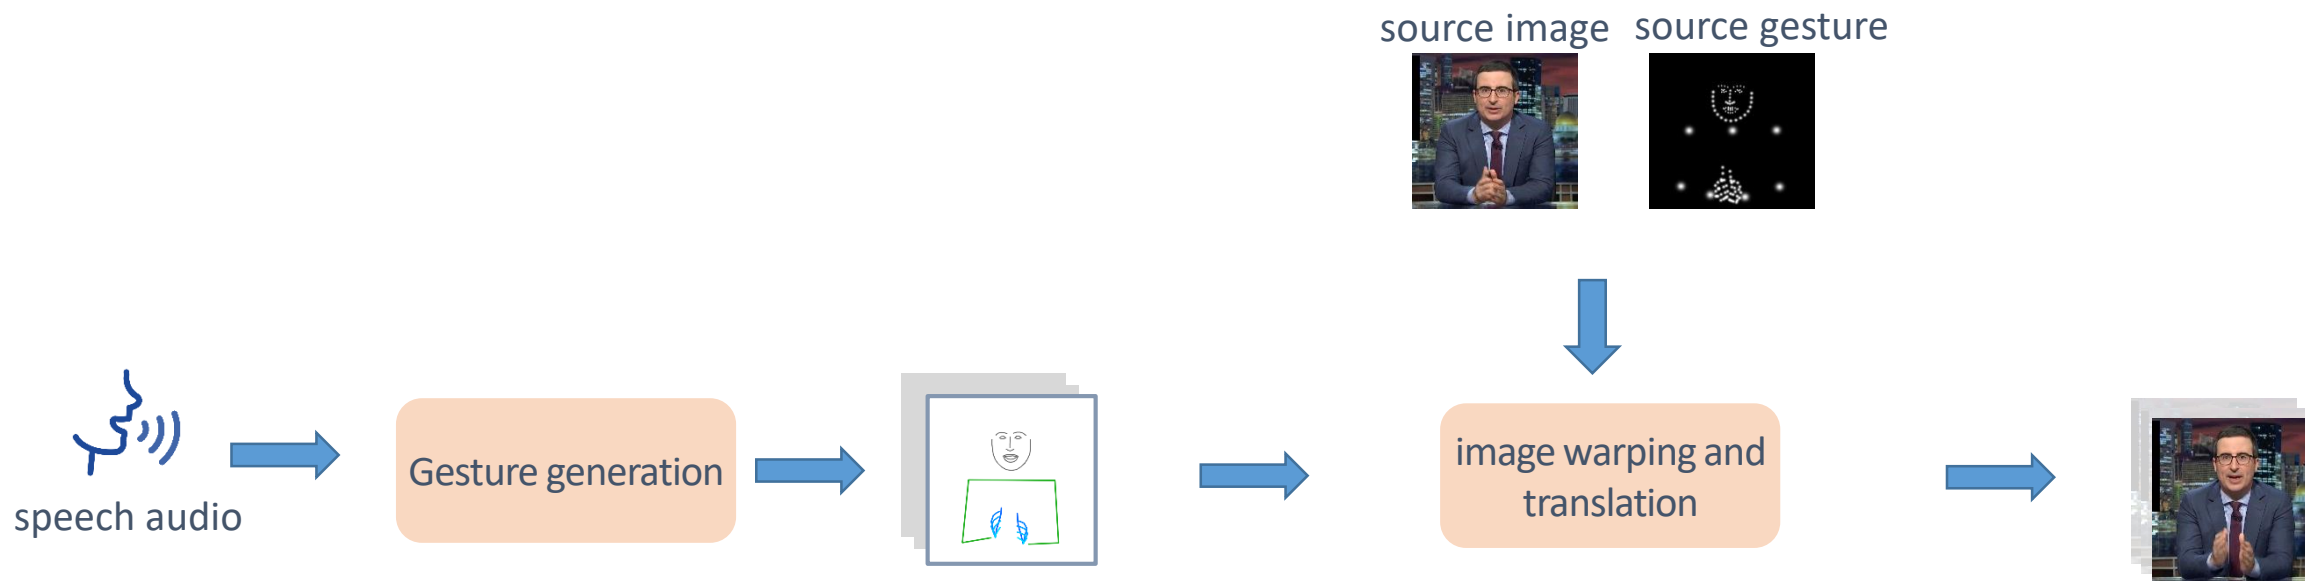 source image
source gesture
speech audio
Gesture generation
image warping and
translation